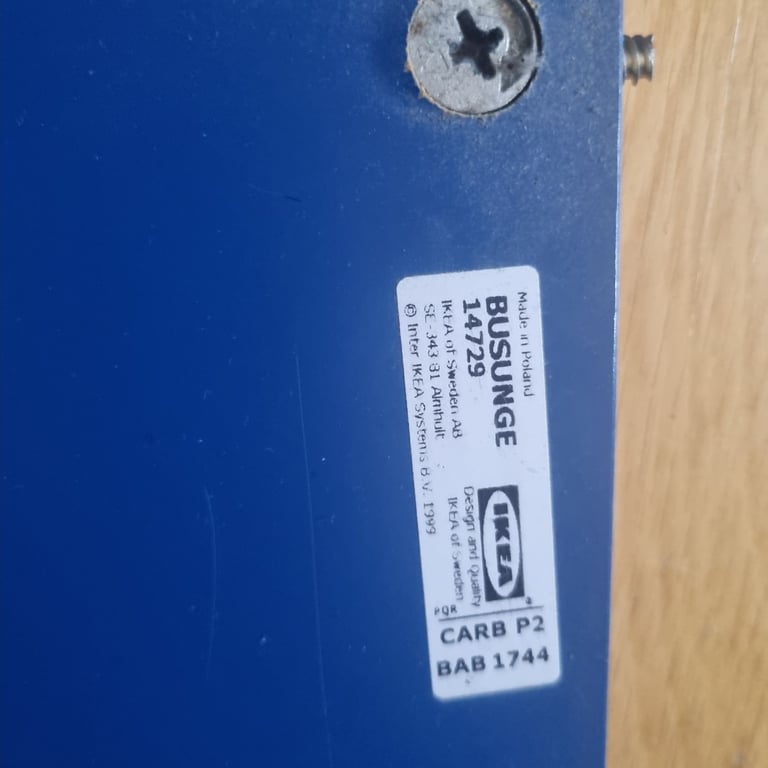 Made in Poland
BUSUNGE
14729
IKEA of Sweden AB
SE-343 81 Älmhult
© Inter IKEA Systems B.V. 1999
IKEA®
Design and Quality
IKEA of Sweden
PQR
CARB P2
BAB 1744